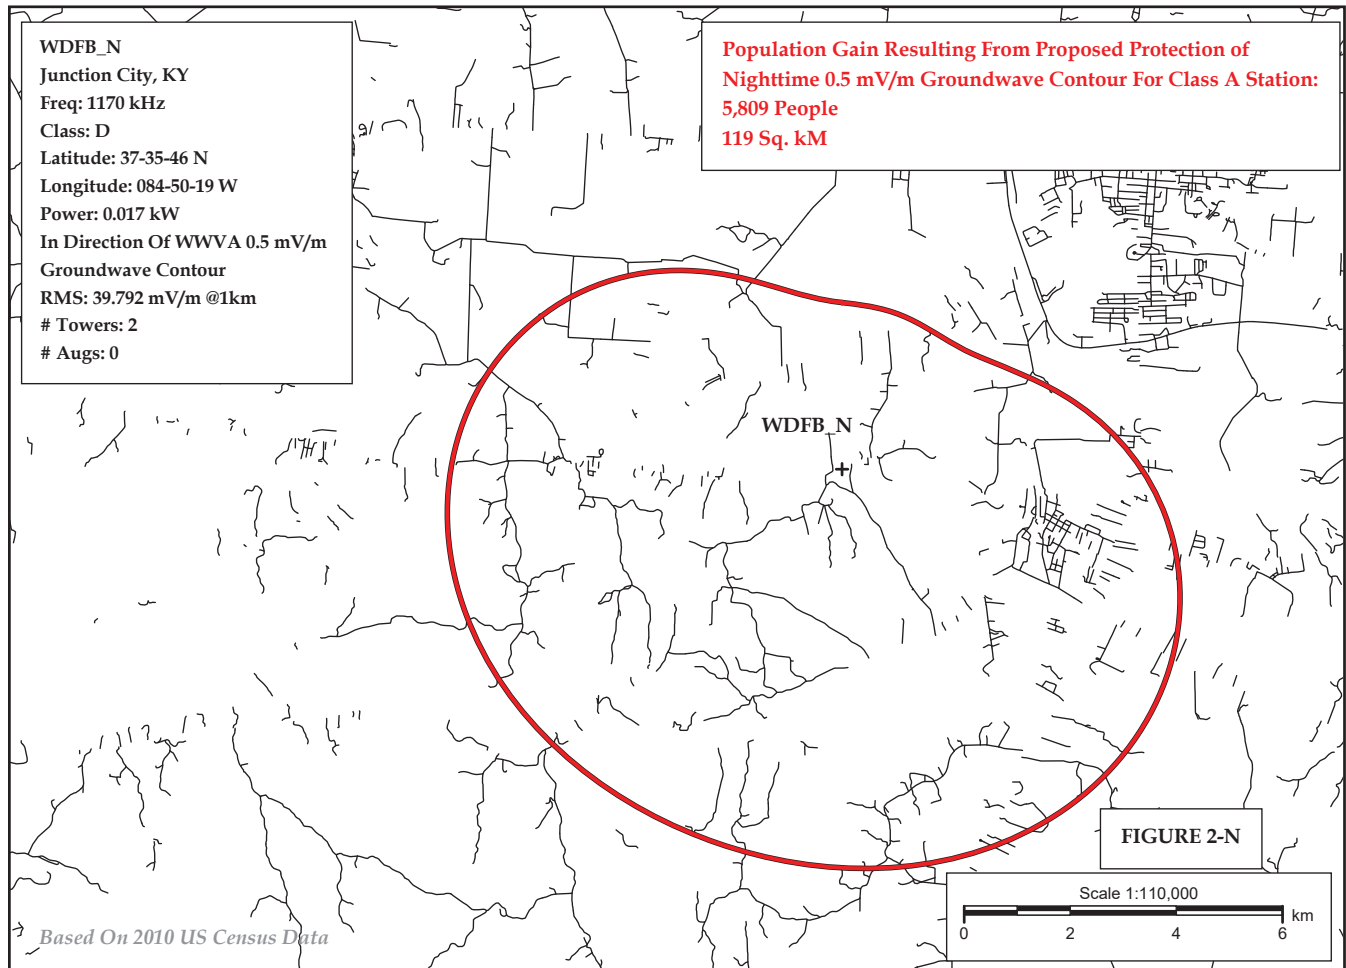 WDFB_N
Junction City, KY
Freq: 1170 kHz
Class: D
Latitude: 37-35-46 N
Longitude: 084-50-19 W
Power: 0.017 kW
In Direction Of WWVA 0.5 mV/m
Groundwave Contour
RMS: 39.792 mV/m @1km
# Towers: 2
# Augs: 0
Population Gain Resulting From Proposed Protection of
Nighttime 0.5 mV/m Groundwave Contour For Class A Station:
5,809 People
119 Sq. kM
WDFB_N
FIGURE 2-N
Scale 1:110,000
km
0 2 4 6
Based On 2010 US Census Data